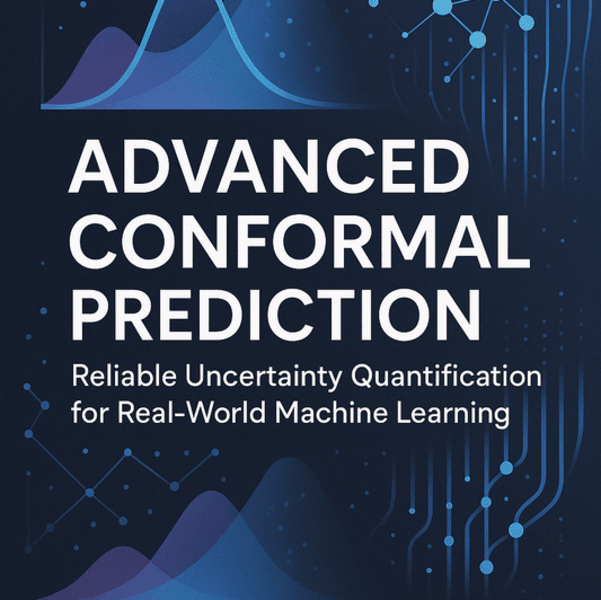 ADVANCED
CONFORMAL
PREDICTION
Reliable Uncertainty Quantification
for Real-World Machine Learning